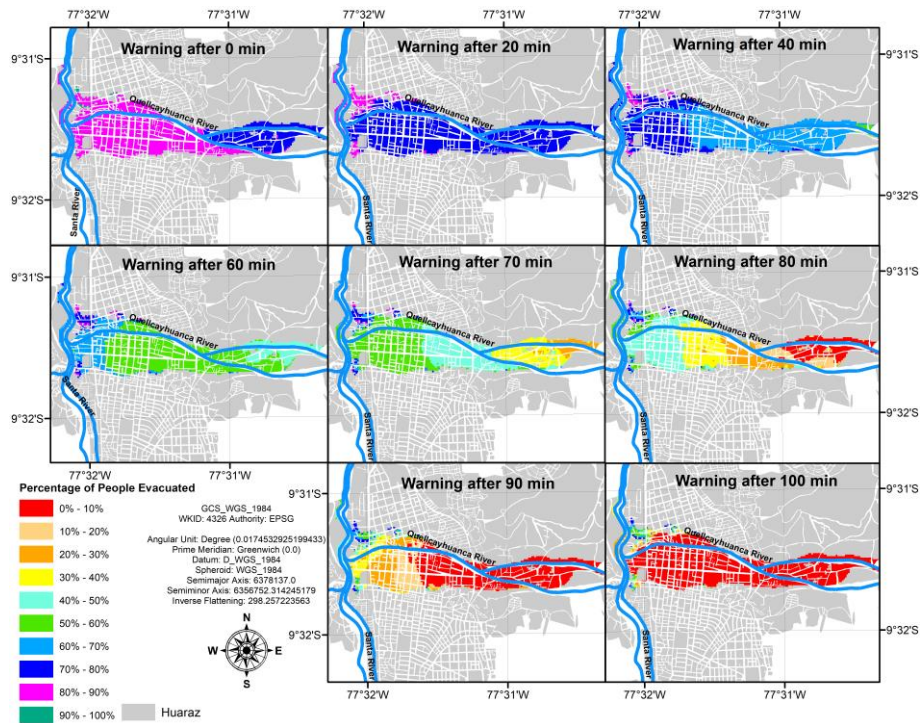 77°32'W 77°31'W 77°32'W 77°31'W 77°32'W 77°31'W
Warning after 0 min
Warning after 20 min
Warning after 40 min
9°31'S
9°31'S
Quellcayhuanca River
Quellcayhuanca River
Quellcayhuanca River
9°32'S
9°32'S
Santa River
Santa River
Santa River
Warning after 60 min
Warning after 70 min
Warning after 80 min
9°31'S
9°31'S
Quellcayhuanca River
Quellcayhuanca River
Quellcayhuanca River
9°32'S
9°32'S
Santa River
Santa River
Santa River
77°32'W 77°31'W
Warning after 90 min
Warning after 100 min
9°31'S
9°31'S
Quellcayhuanca River
Quellcayhuanca River
9°32'S
9°32'S
Santa River
Santa River
77°32'W 77°31'W 77°32'W 77°31'W
Percentage of People Evacuated
0% - 10%
10% - 20%
20% - 30%
30% - 40%
40% - 50%
50% - 60%
60% - 70%
70% - 80%
80% - 90%
90% - 100%
Huaraz
GCS_WGS_1984
WKID: 4326 Authority: EPSG
Angular Unit: Degree (0.0174532925199433)
Prime Meridian: Greenwich (0.0)
Datum: D_WGS_1984
Spheroid: WGS_1984
Semimajor Axis: 6378137.0
Semiminor Axis: 6356752.314245179
Inverse Flattening: 298.257223563
N
W E
S